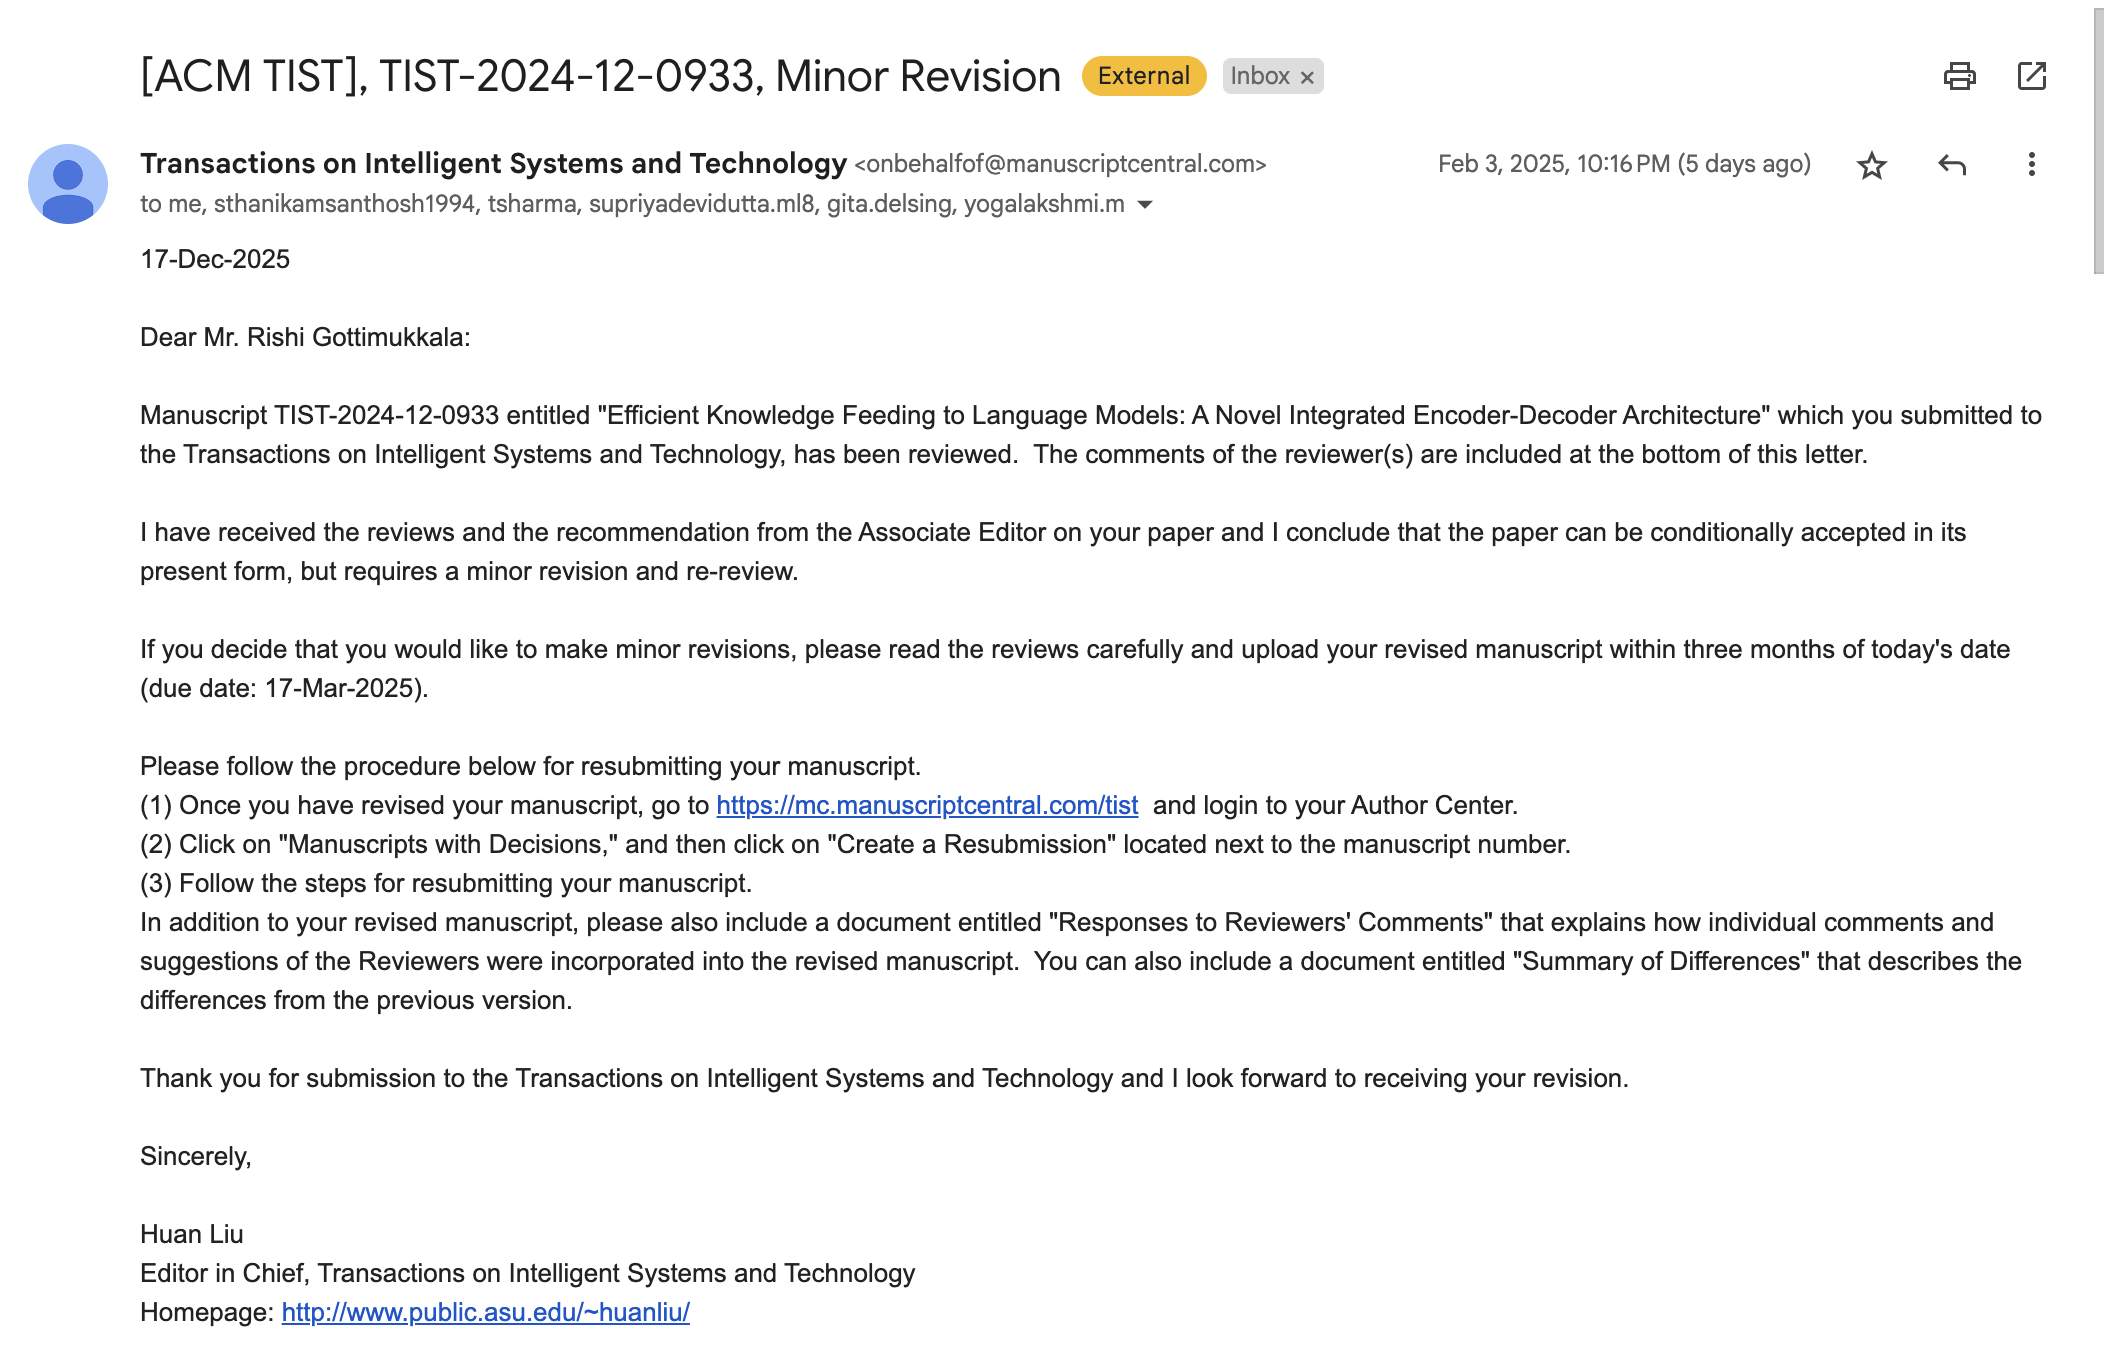 [ACM TIST], TIST-2024-12-0933, Minor Revision External Inbox ×
Transactions on Intelligent Systems and Technology <onbehalfof@manuscriptcentral.com> Feb 3, 2025, 10:16 PM (5 days ago)
to me, sthanikamsanthosh1994, tsharma, supriyadevidutta.ml8, gita.delsing, yogalakshmi.m
17-Dec-2025
Dear Mr. Rishi Gottimukkala:
Manuscript TIST-2024-12-0933 entitled "Efficient Knowledge Feeding to Language Models: A Novel Integrated Encoder-Decoder Architecture" which you submitted to
the Transactions on Intelligent Systems and Technology, has been reviewed.  The comments of the reviewer(s) are included at the bottom of this letter.
I have received the reviews and the recommendation from the Associate Editor on your paper and I conclude that the paper can be conditionally accepted in its
present form, but requires a minor revision and re-review.
If you decide that you would like to make minor revisions, please read the reviews carefully and upload your revised manuscript within three months of today's date
(due date: 17-Mar-2025).
Please follow the procedure below for resubmitting your manuscript.
(1) Once you have revised your manuscript, go to https://mc.manuscriptcentral.com/tist  and login to your Author Center.
(2) Click on "Manuscripts with Decisions," and then click on "Create a Resubmission" located next to the manuscript number.
(3) Follow the steps for resubmitting your manuscript.
In addition to your revised manuscript, please also include a document entitled "Responses to Reviewers' Comments" that explains how individual comments and
suggestions of the Reviewers were incorporated into the revised manuscript.  You can also include a document entitled "Summary of Differences" that describes the
differences from the previous version.
Thank you for submission to the Transactions on Intelligent Systems and Technology and I look forward to receiving your revision.
Sincerely,
Huan Liu
Editor in Chief, Transactions on Intelligent Systems and Technology
Homepage: http://www.public.asu.edu/~huanliu/